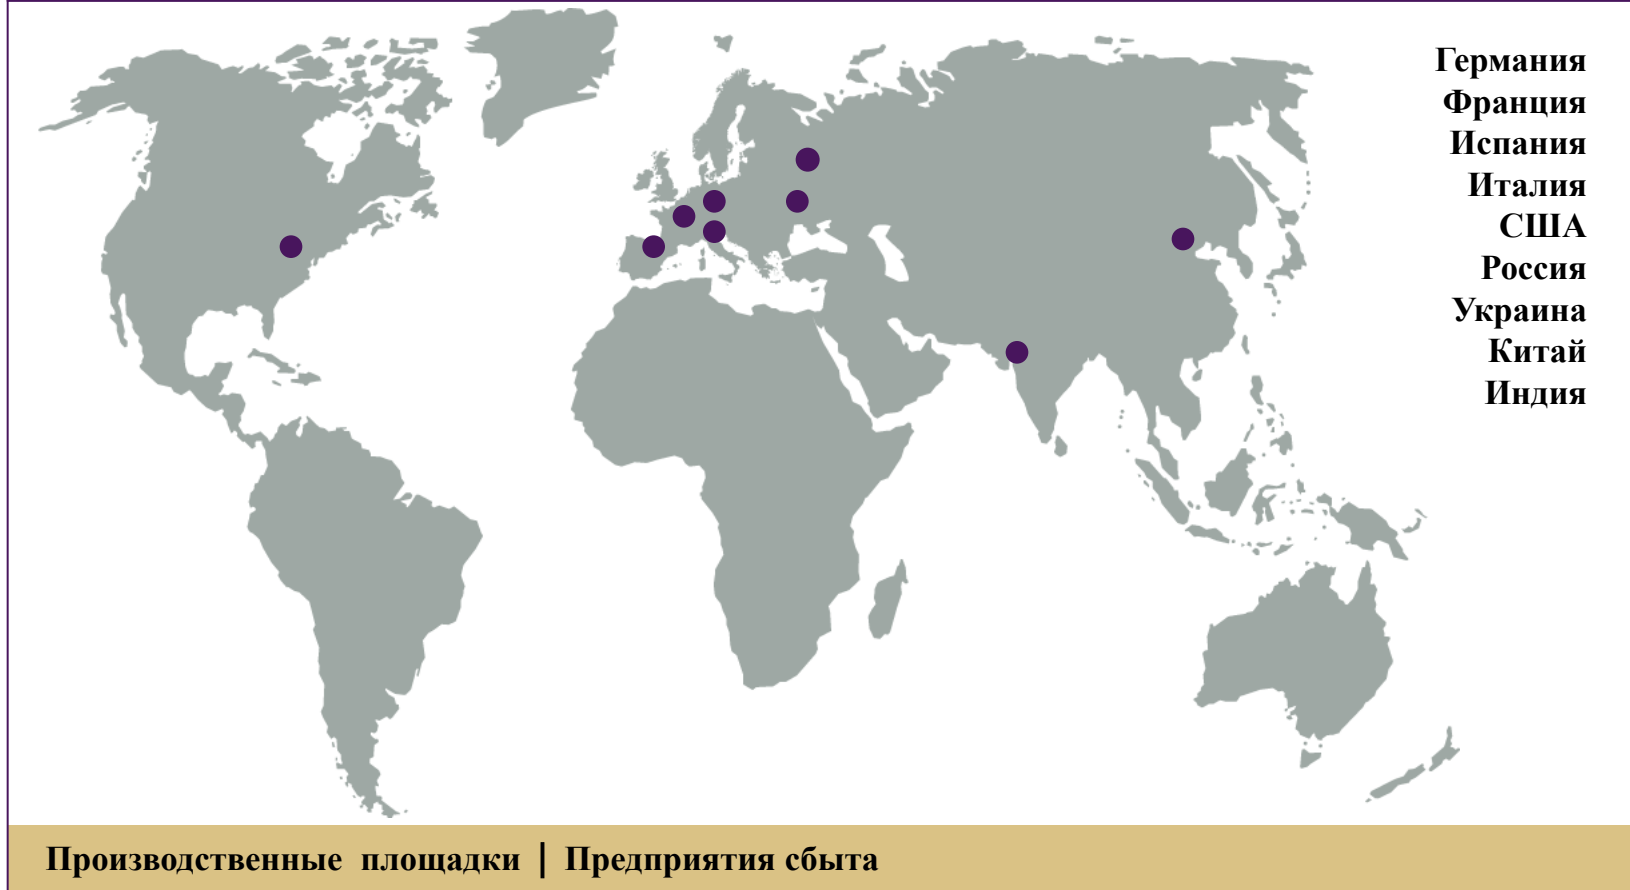 Германия
Франция
Испания
Италия
США
Россия
Украина
Китай
Индия
Производственные площадки | Предприятия сбыта